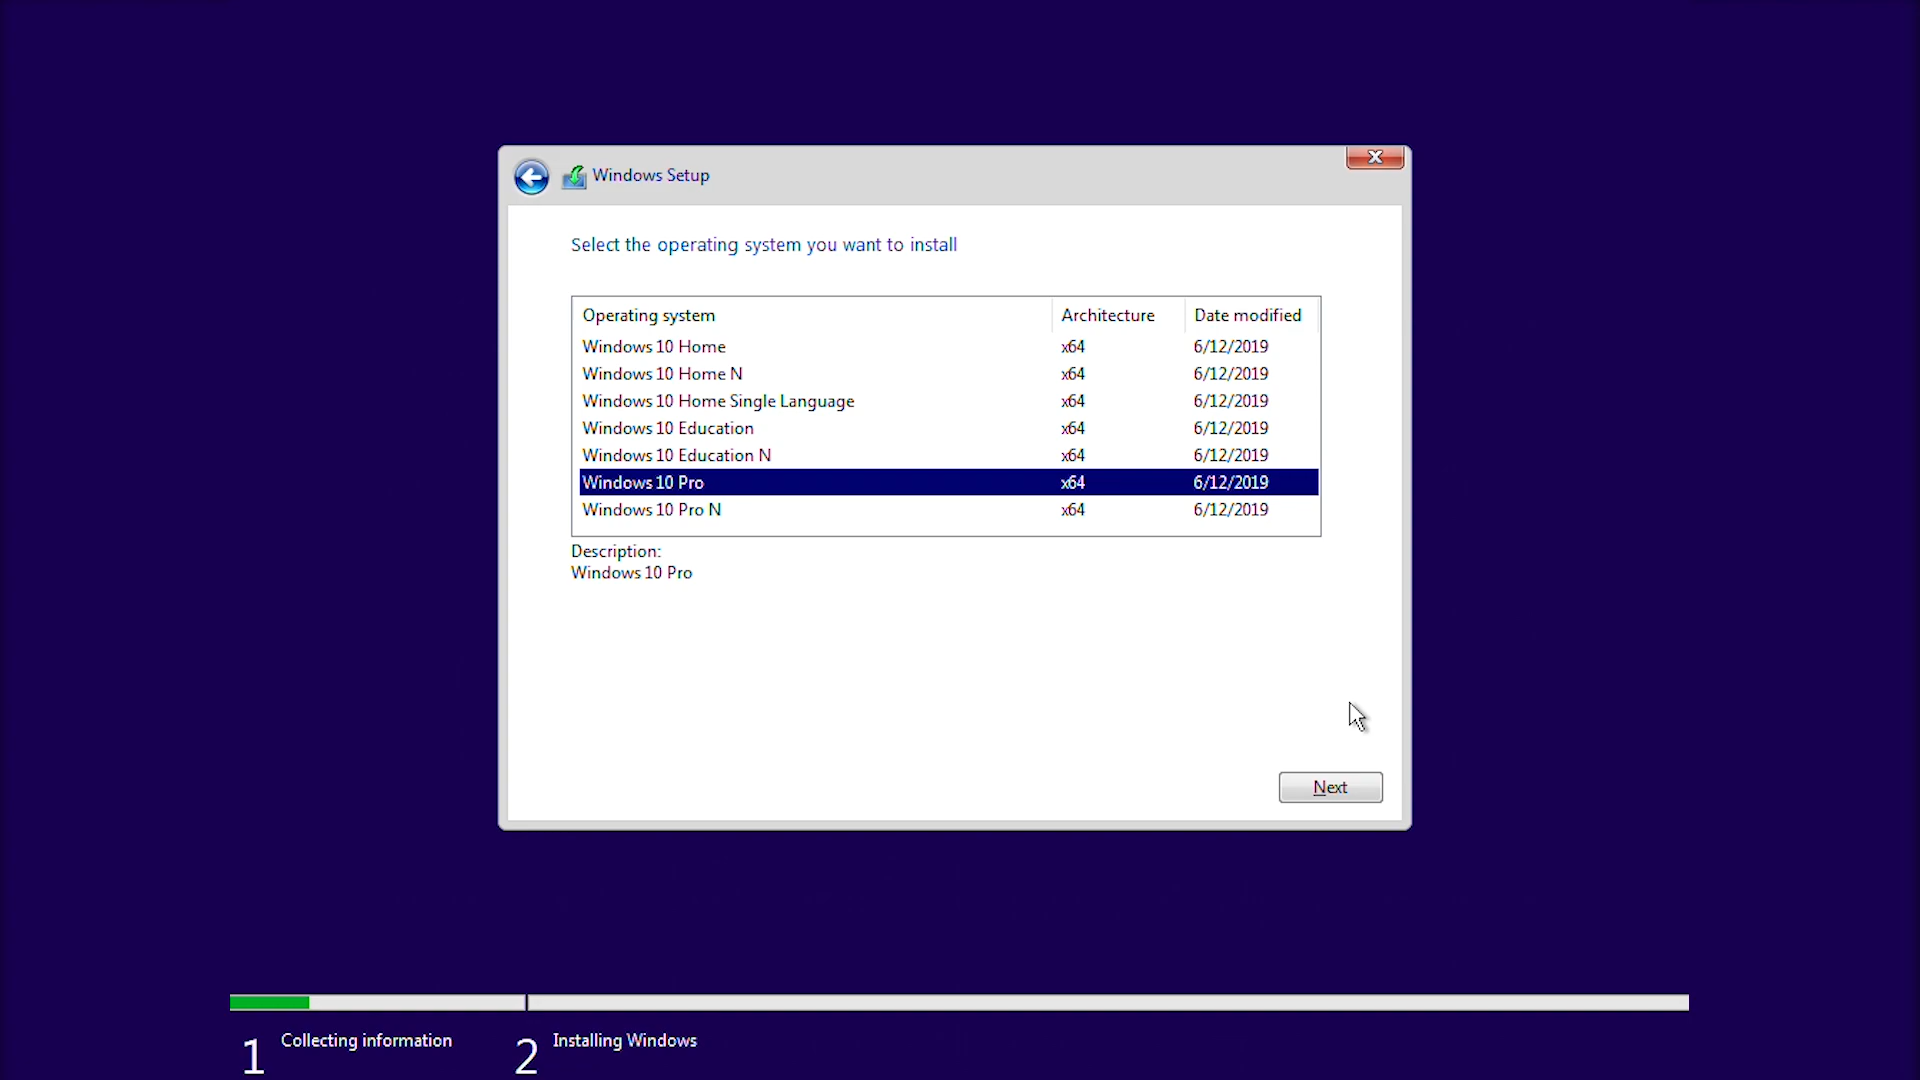 Windows Setup
Select the operating system you want to install
Operating system Architecture Date modified
Windows 10 Home x64 6/12/2019
Windows 10 Home N x64 6/12/2019
Windows 10 Home Single Language x64 6/12/2019
Windows 10 Education x64 6/12/2019
Windows 10 Education N x64 6/12/2019
Windows 10 Pro x64 6/12/2019
Windows 10 Pro N x64 6/12/2019
Description:
Windows 10 Pro
Next
1 Collecting information 2 Installing Windows